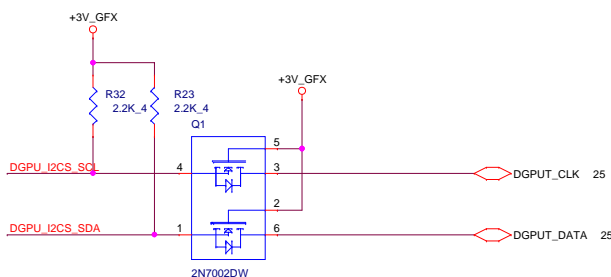 +3V_GFX
R32
2.2K_4
R23
2.2K_4
+3V_GFX
Q1
5
DGPU_I2CS_SCL
4
3
DGPUT_CLK 25
2
DGPU_I2CS_SDA
1
6
DGPUT_DATA 25
2N7002DW